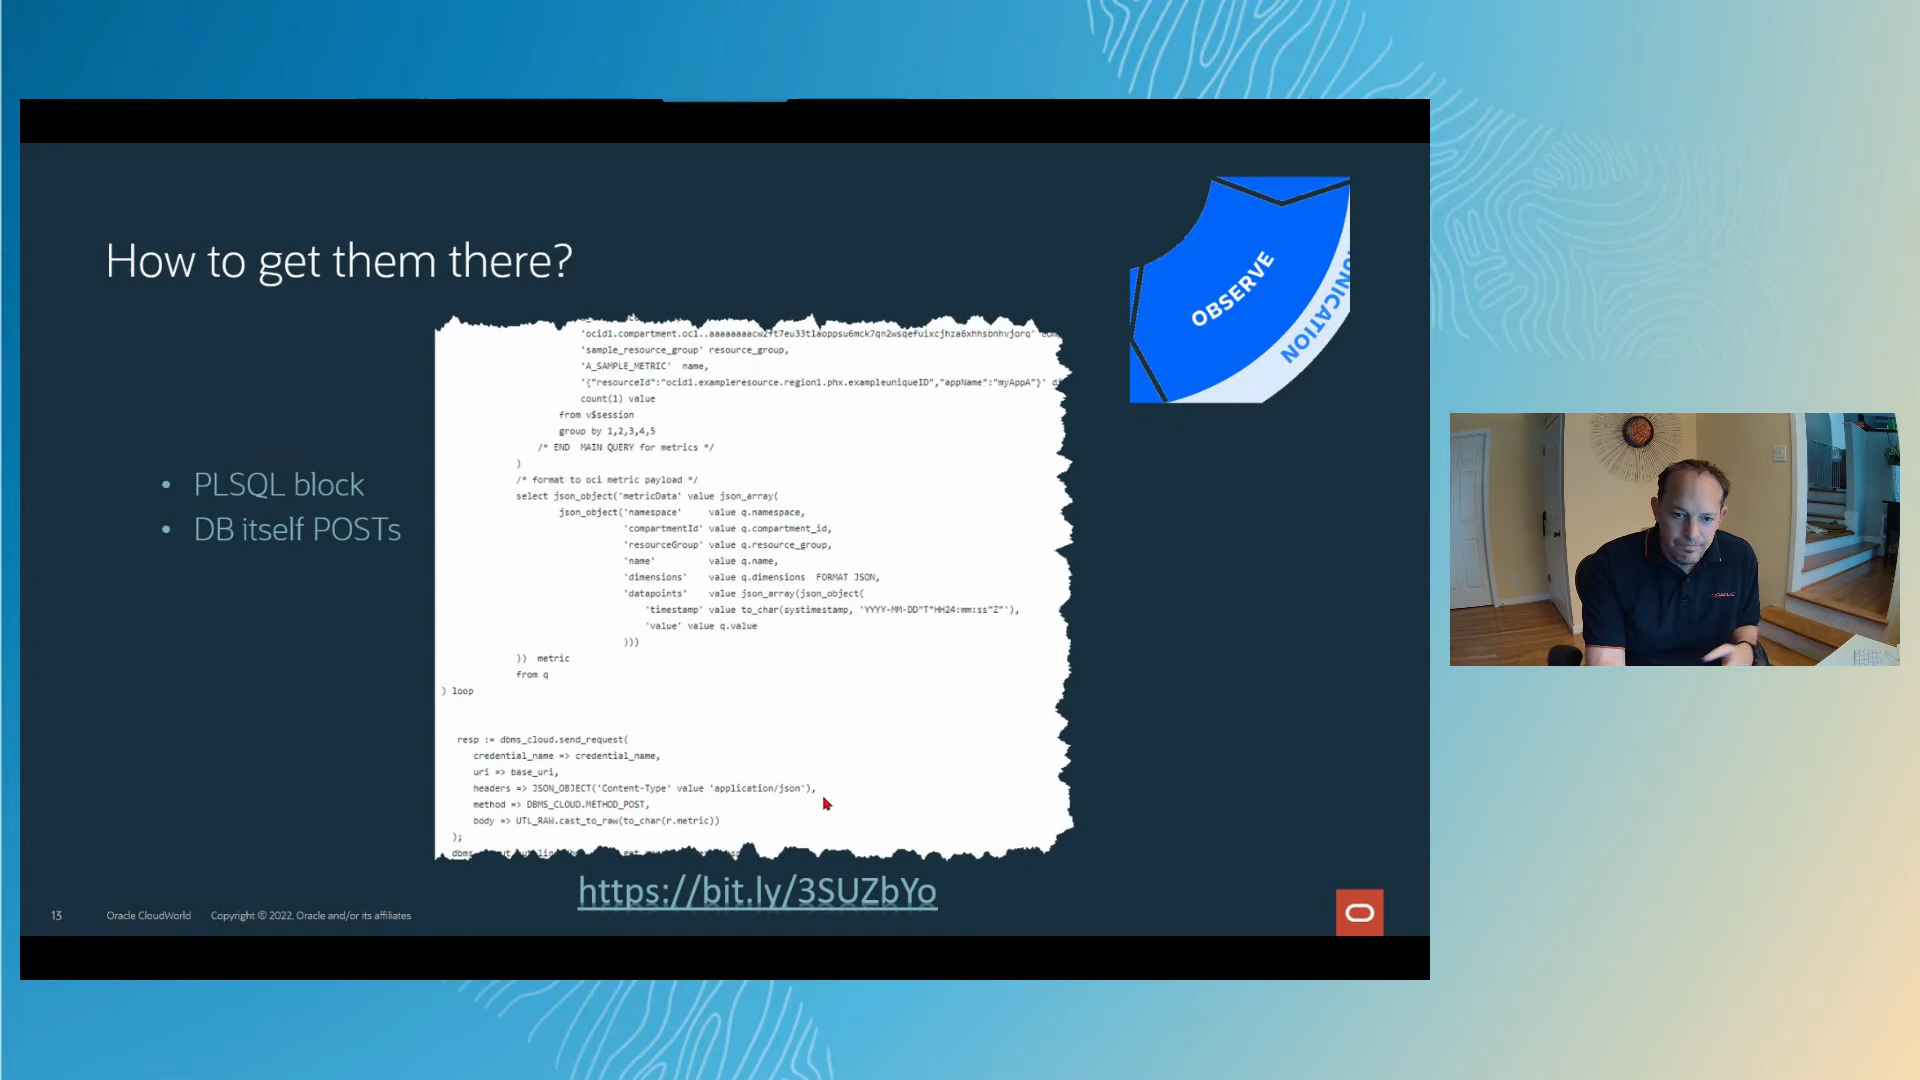 How to get them there?
OBSERVE
'ocid1.compartment.oc1..aaaaaaaacw2ft7eu33tlaoppsu6mck7qn2wsqefuixcjhza6xhhsbnhvjorq'
'sample_resource_group' resource_group,
'A_SAMPLE_METRIC' name,
'{"resourceId":"ocid1.exampleresource.region1.phx.exampleuniqueID","appName":"myAppA"}'
count(1) value
from v$session
group by 1,2,3,4,5
/* END MAIN QUERY for metrics */
)
/* format to oci metric payload */
select json_object('metricData' value json_array(
json_object('namespace' value q.namespace,
'compartmentId' value q.compartment_id,
'resourceGroup' value q.resource_group,
'name' value q.name,
'dimensions' value q.dimensions FORMAT JSON,
'datapoints' value json_array(json_object(
'timestamp' value to_char(systimestamp, 'YYYY-MM-DD"T"HH24:mm:ss"Z"'),
'value' value q.value
)))
)) metric
from q
) loop
resp := dbms_cloud.send_request(
credential_name => credential_name,
uri => base_uri,
headers => JSON_OBJECT('Content-Type' value 'application/json'),
method => DBMS_CLOUD.METHOD_POST,
body => UTL_RAW.cast_to_raw(to_char(r.metric))
);
• PLSQL block
• DB itself POSTs
https://bit.ly/3SUZbYo
13 Oracle CloudWorld Copyright © 2022, Oracle and/or its affiliates
ORACLE